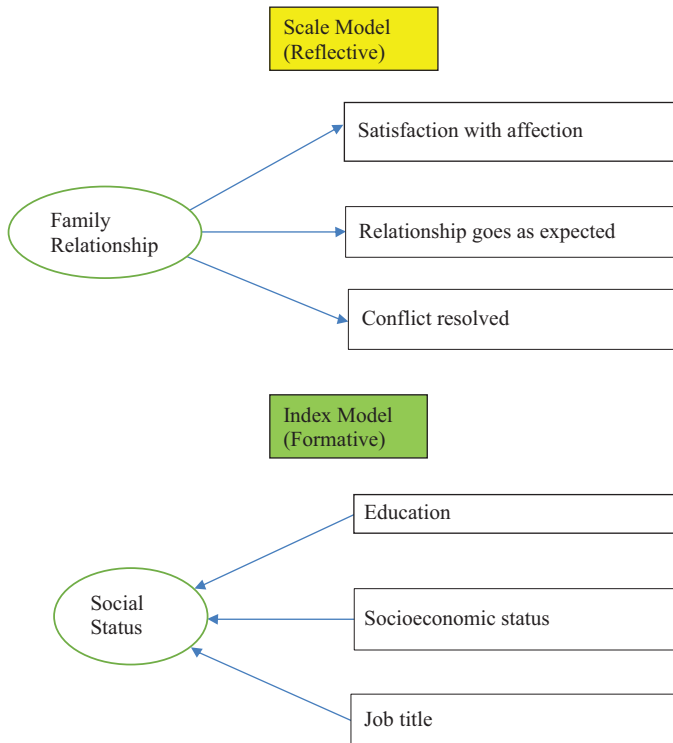 Scale Model
(Reflective)
Satisfaction with affection
Family
Relationship
Relationship goes as expected
Conflict resolved
Index Model
(Formative)
Education
Social
Status
Socioeconomic status
Job title